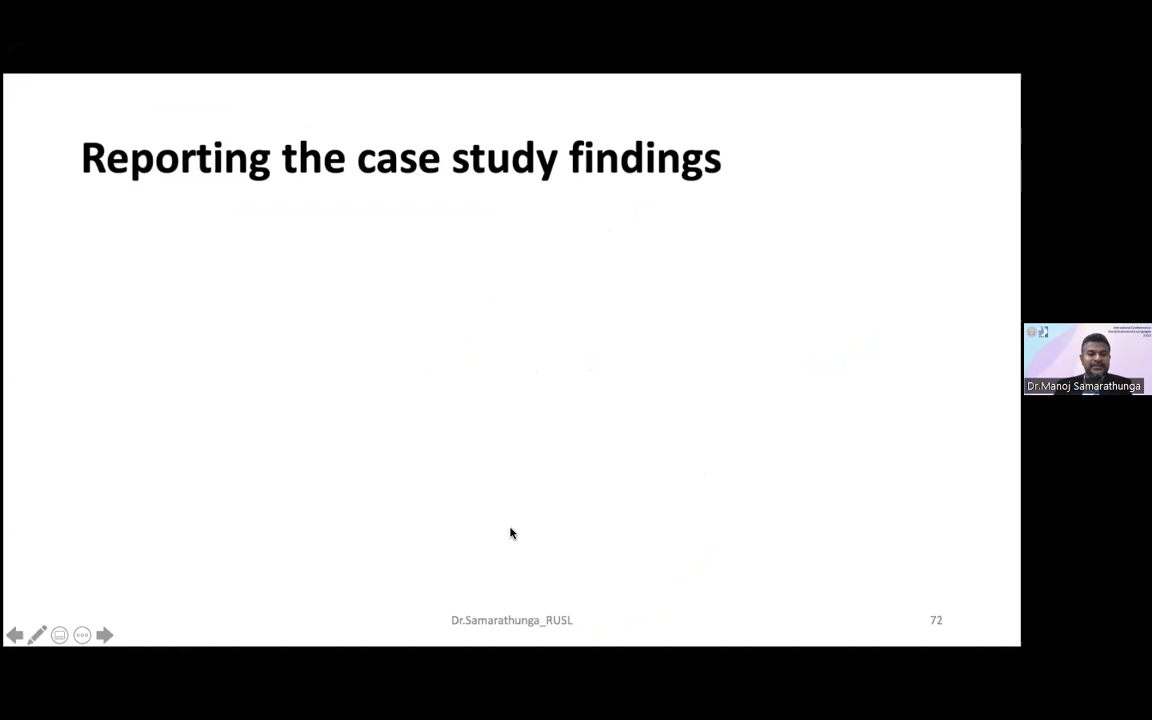 Reporting the case study findings
Dr.Manoj Samarathunga
Dr.Samarathunga_RUSL
72